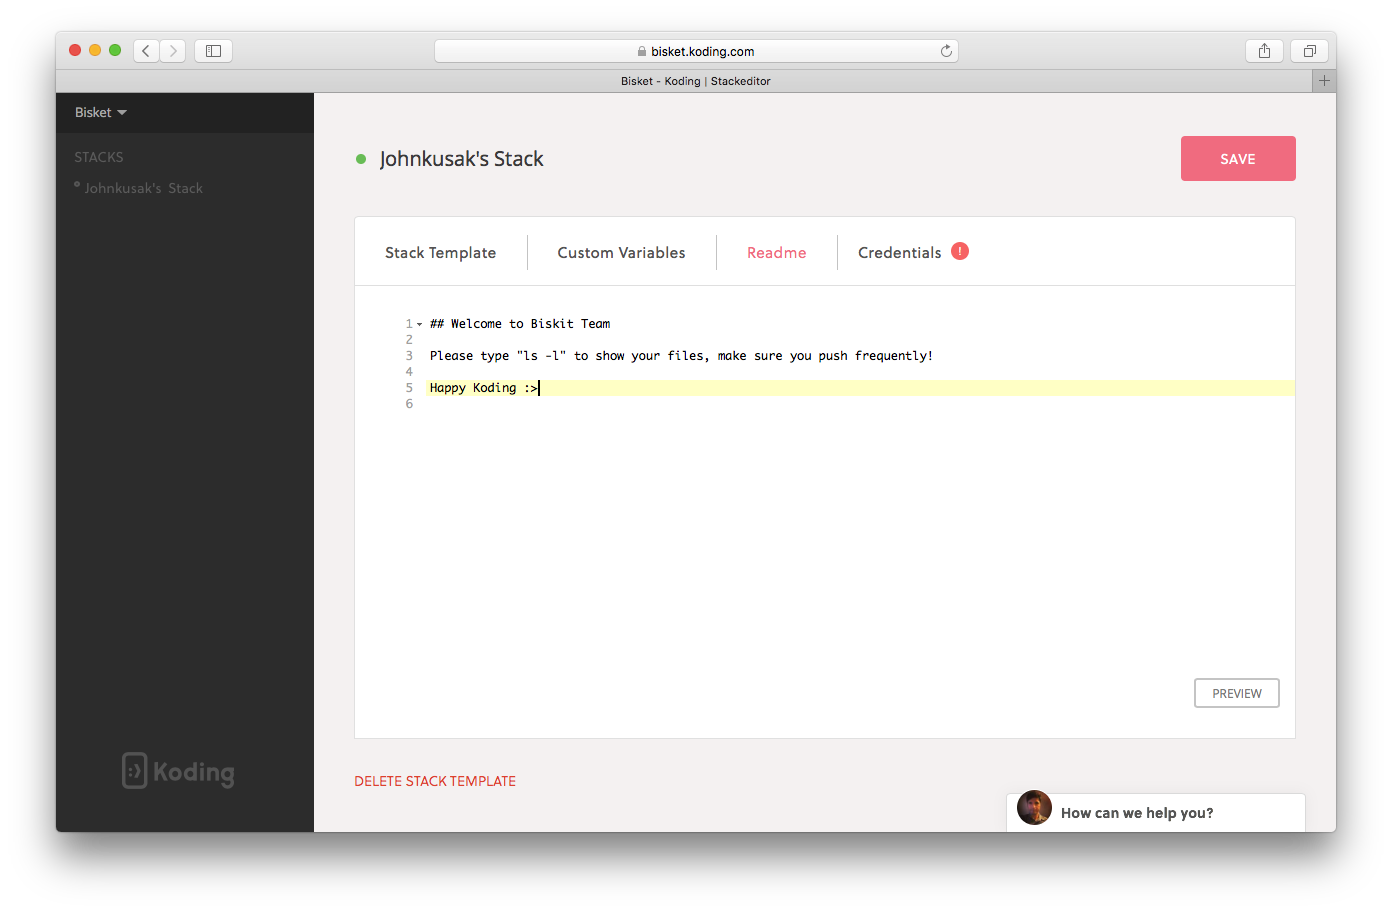 bisket.koding.com
Bisket - Koding | Stackeditor
Bisket
STACKS
Johnkusak's Stack
Koding
Johnkusak's Stack
SAVE
Stack Template
Custom Variables
Readme
Credentials !
1 ## Welcome to Biskit Team
2
3 Please type "ls -l" to show your files, make sure you push frequently!
4
5 Happy Koding :>
6
PREVIEW
DELETE STACK TEMPLATE
How can we help you?